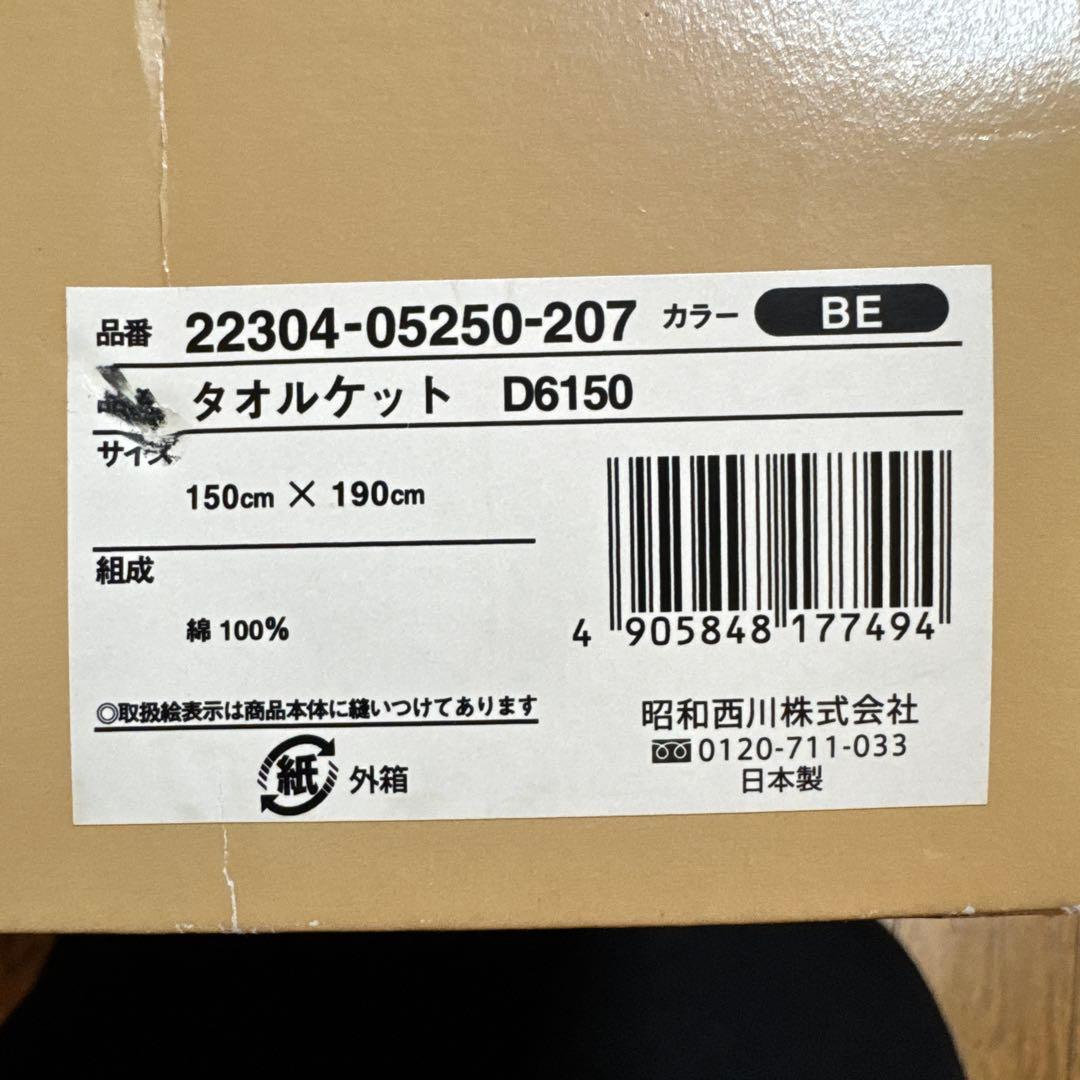 品番 22304-05250-207 カラー BE
タオルケット D6150
サイズ
150cm × 190cm
組成
綿 100%
4 905848 177494
◎取扱絵表示は商品本体に縫いつけてあります
紙 外箱
昭和西川株式会社
0120-711-033
日本製